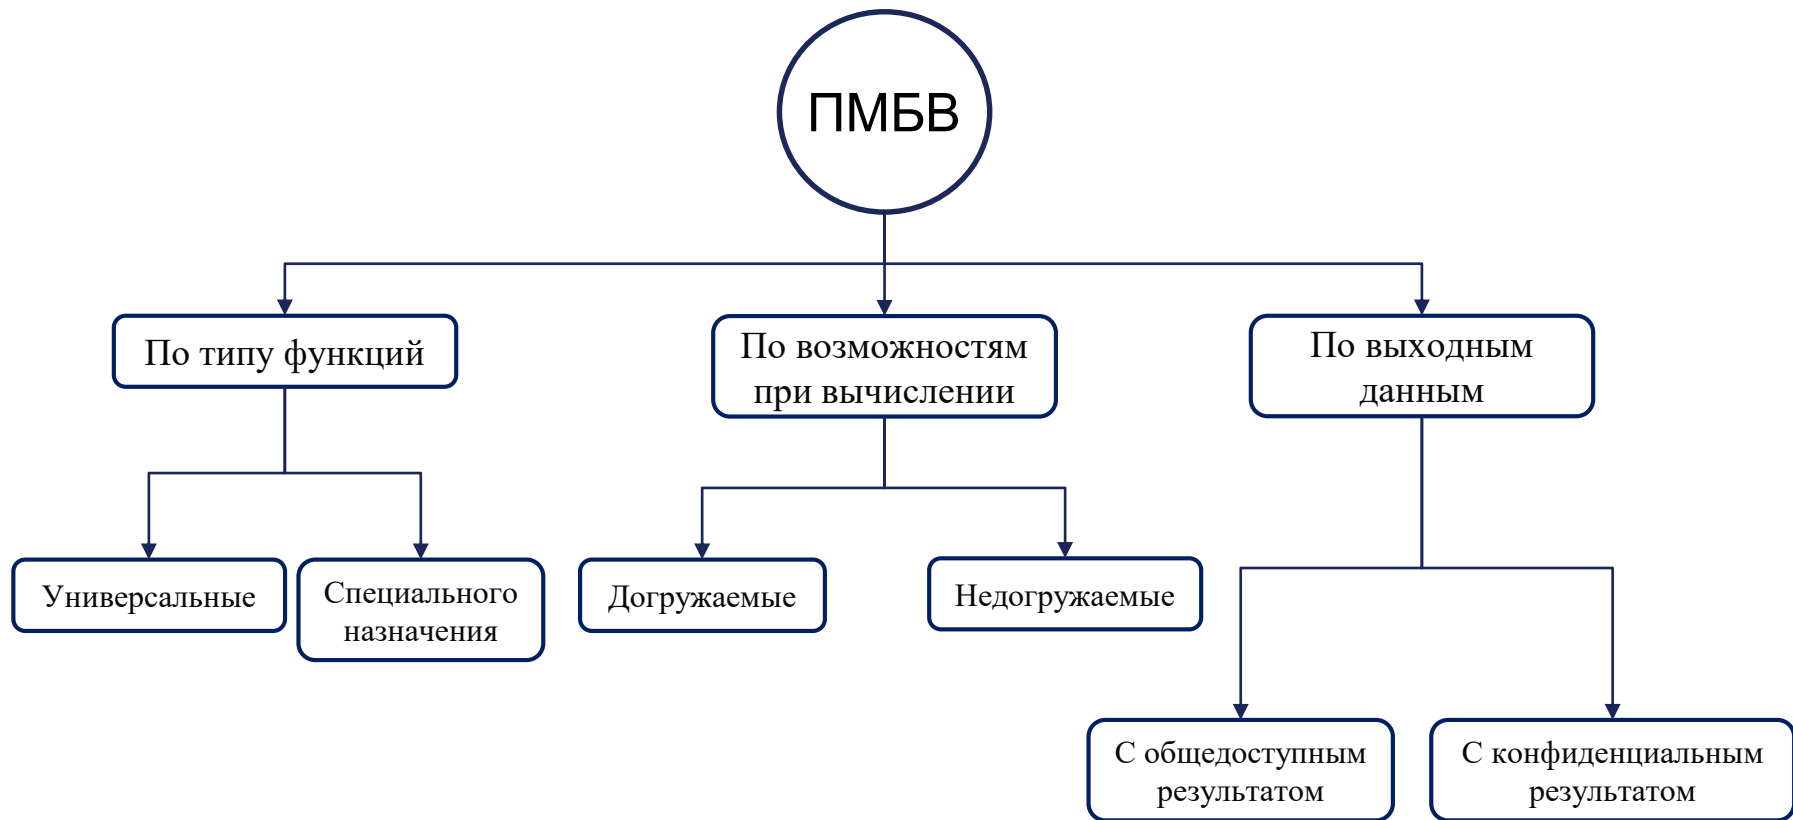 ПМБВ
По типу функций
По возможностям
при вычислении
По выходным
данным
Универсальные
Специального
назначения
Догружаемые
Недогружаемые
С общедоступным
результатом
С конфиденциальным
результатом